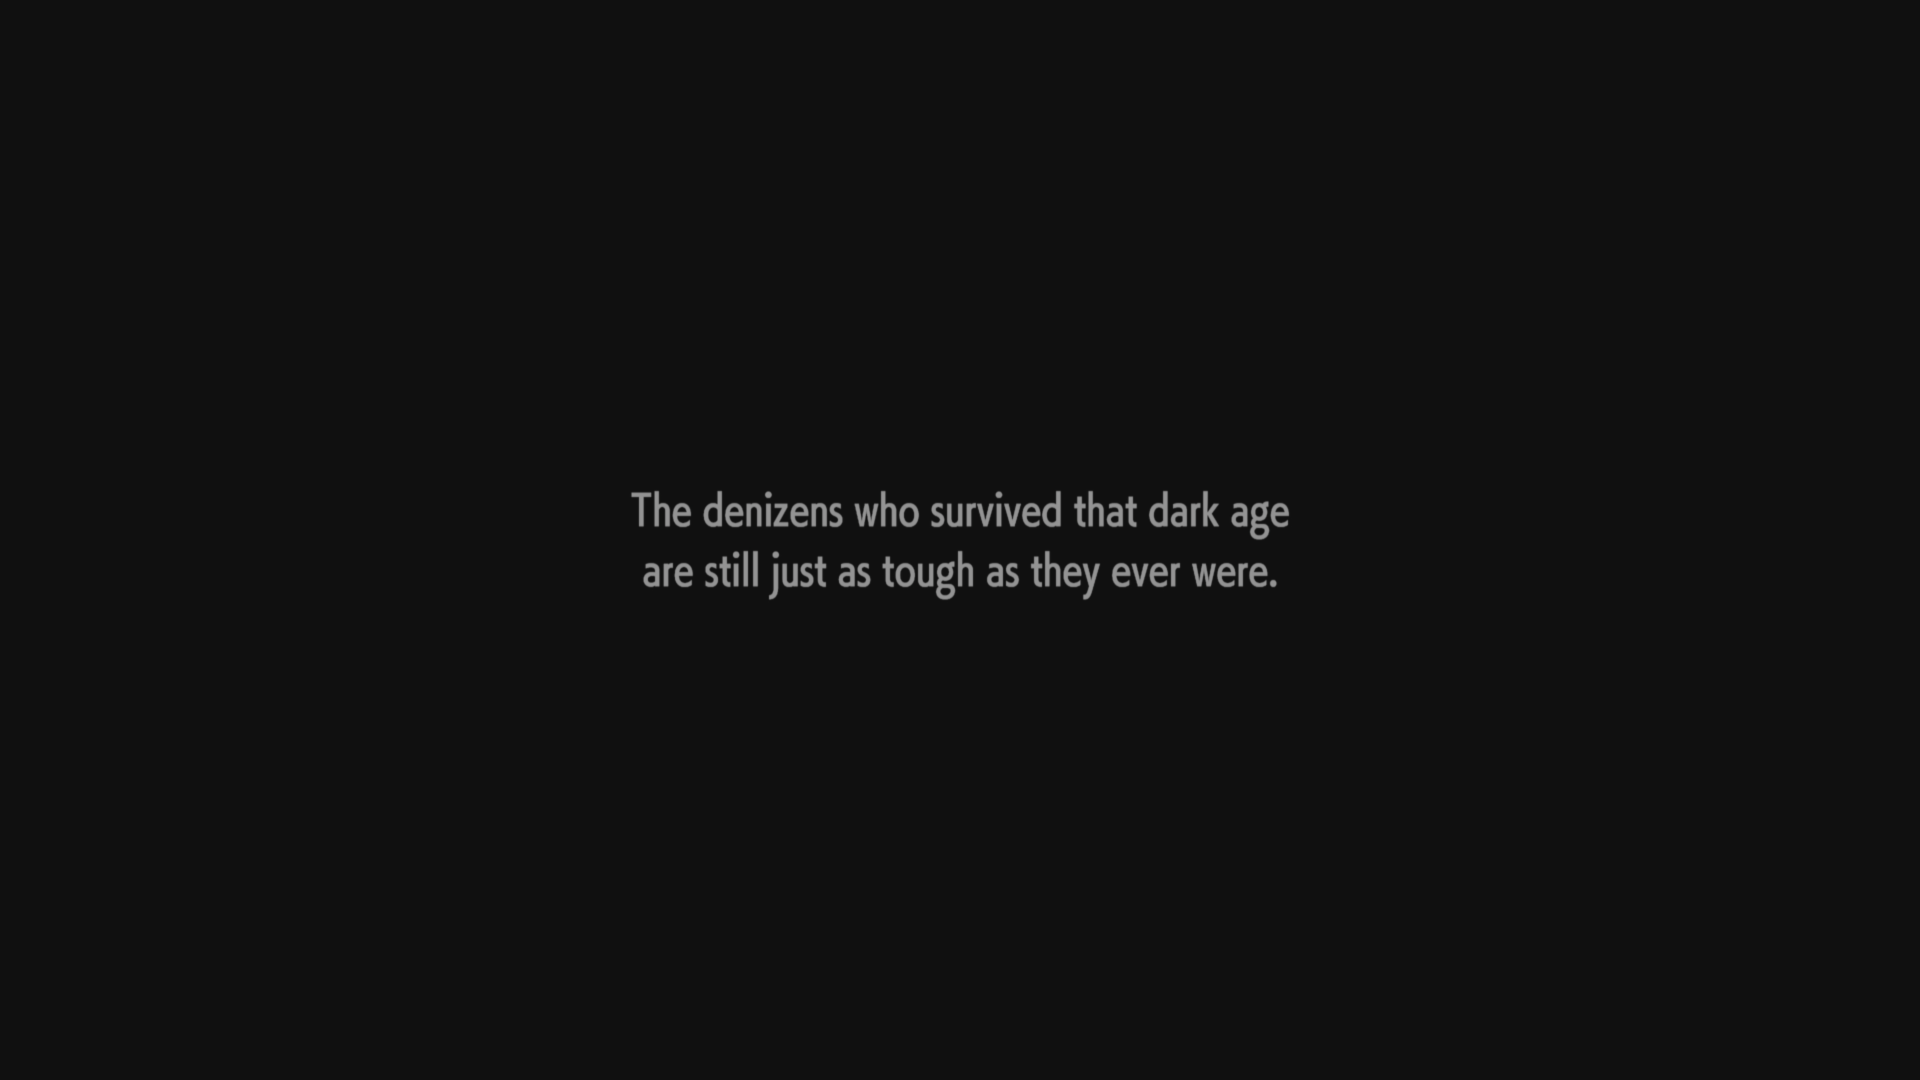 The denizens who survived that dark age
are still just as tough as they ever were.